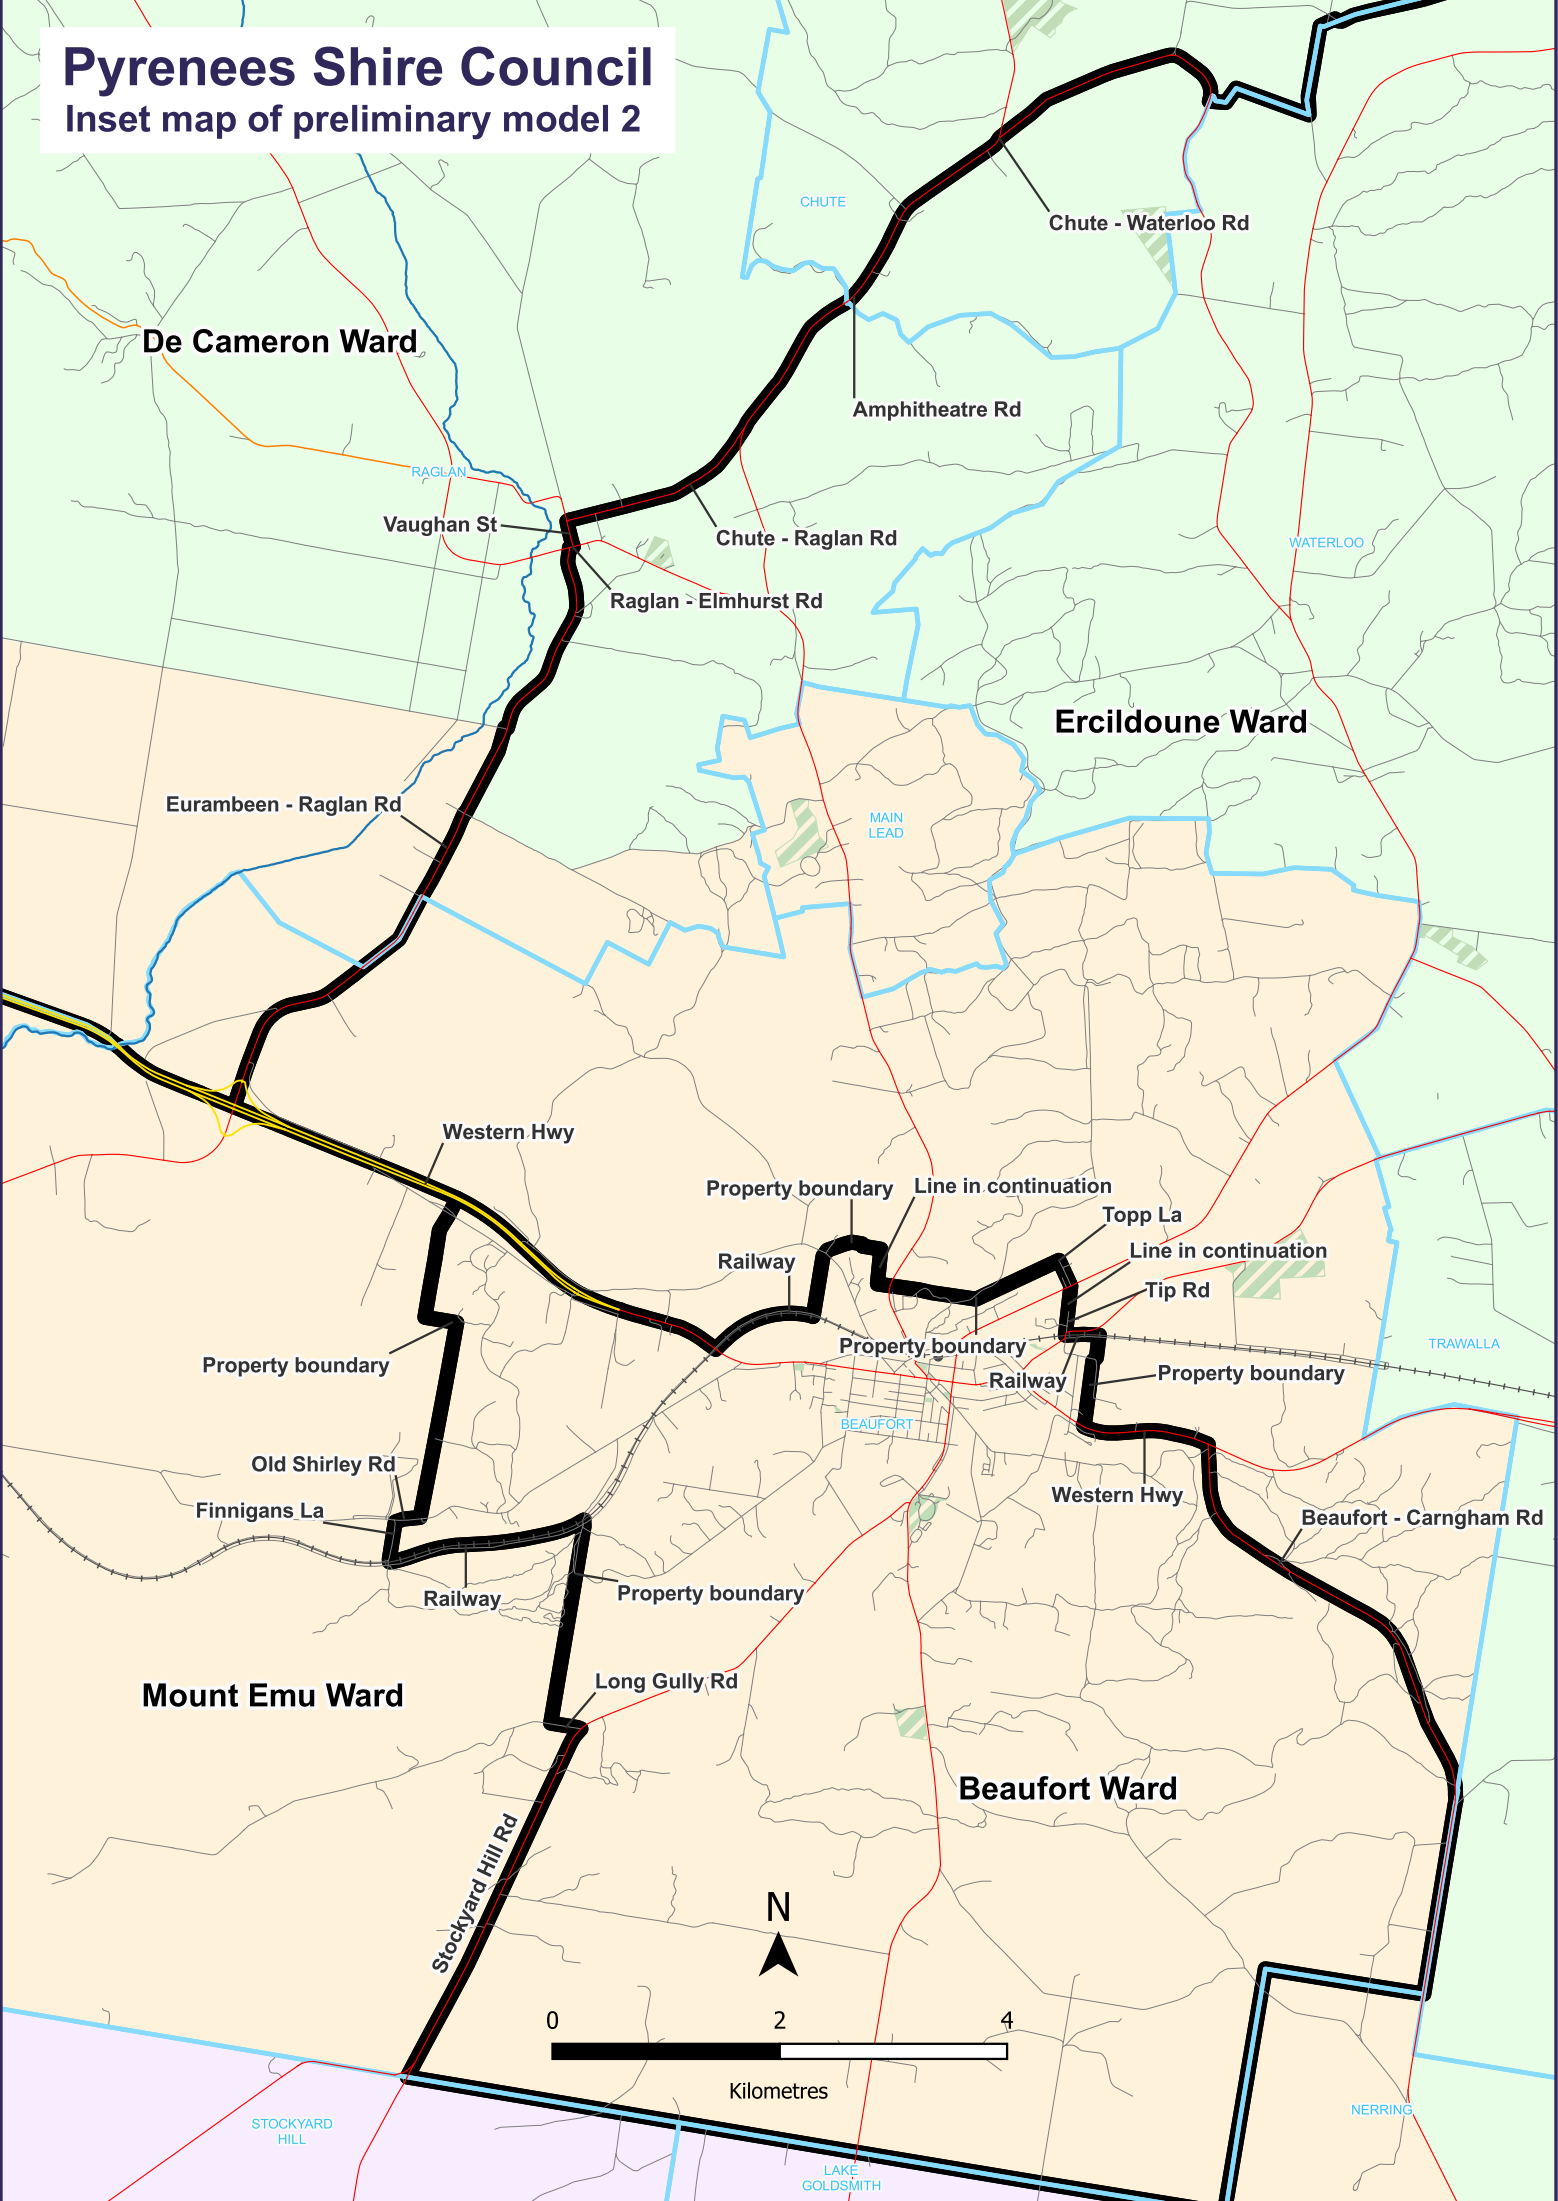 Pyrenees Shire Council
Inset map of preliminary model 2
CHUTE
Chute - Waterloo Rd
De Cameron Ward
Amphitheatre Rd
RAGLAN
Vaughan St
Chute - Raglan Rd
WATERLOO
Raglan - Elmhurst Rd
Ercildoune Ward
Eurambeen - Raglan Rd
MAIN
LEAD
Western Hwy
Property boundary
Line in continuation
Topp La
Line in continuation
Railway
Tip Rd
Property boundary
TRAWALLA
Property boundary
Railway
Property boundary
BEAUFORT
Old Shirley Rd
Western Hwy
Finnigans La
Beaufort - Carngham Rd
Railway
Property boundary
Long Gully Rd
Mount Emu Ward
Beaufort Ward
Stockyard Hill Rd
N
0 2 4
Kilometres
STOCKYARD
HILL
NERRING
LAKE
GOLDSMITH